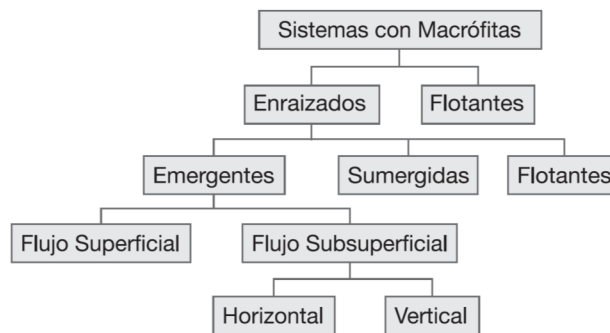 Sistemas con Macrófitas
Enraizados
Flotantes
Emergentes
Sumergidas
Flotantes
Flujo Superficial
Flujo Subsuperficial
Horizontal
Vertical